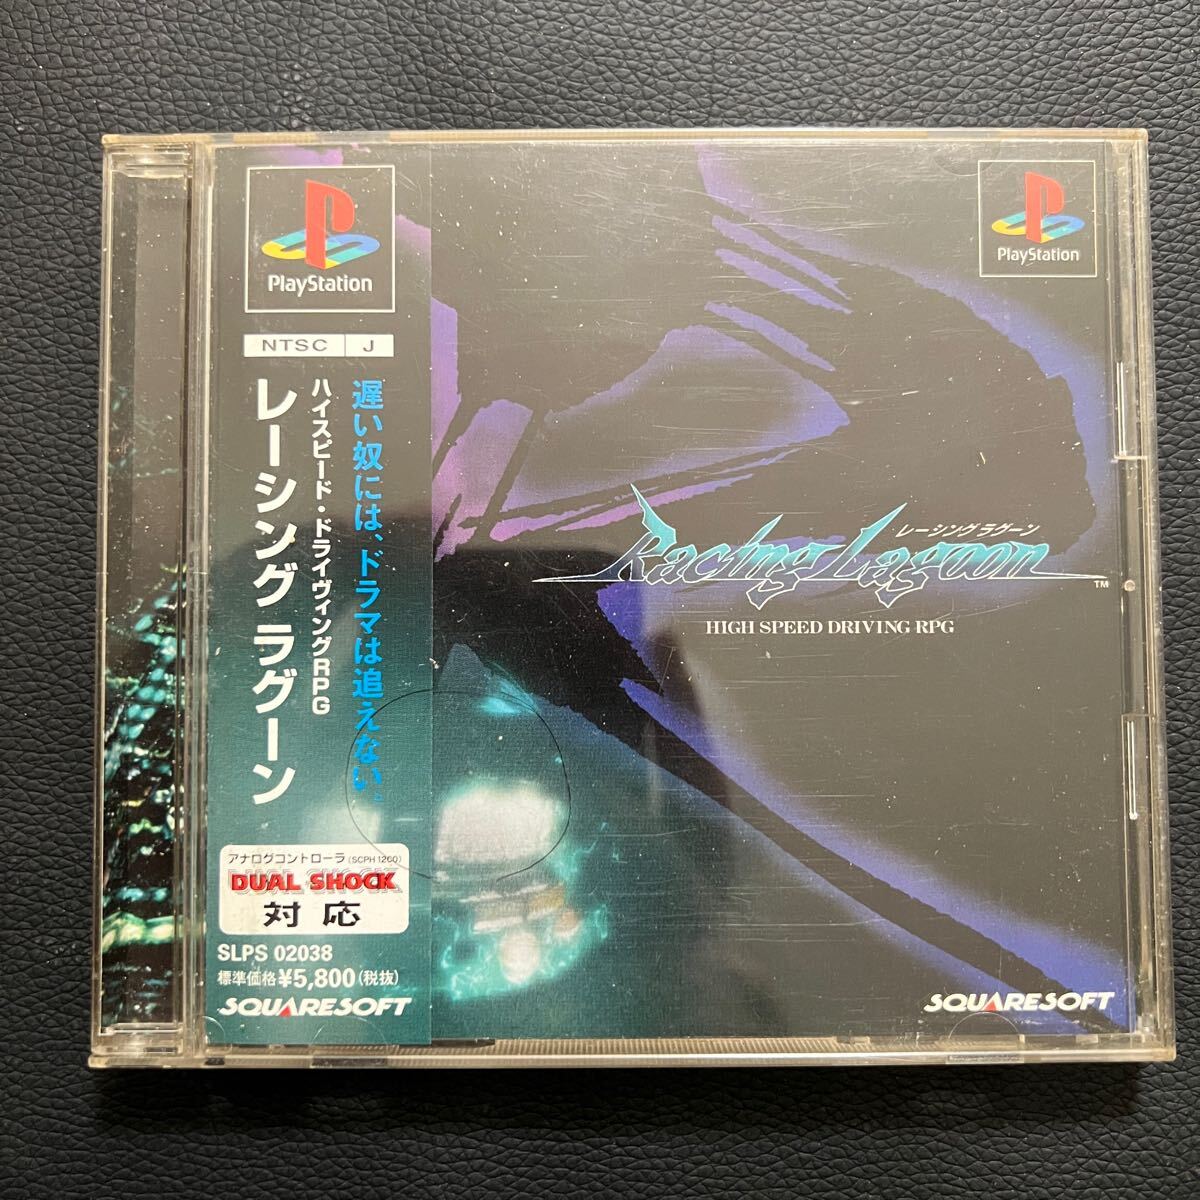 PlayStation
NTSC J
遅い奴には、ドラマは追えない。
ハイスピード・ドライヴィングRPG
レーシング ラグーン
アナログコントローラ(SCPH 1200)
DUAL SHOCK
対応
SLPS 02038
標準価格¥5,800(税抜)
SQUARESOFT
PlayStation
レーシング ラグーン
Racing Lagoon™
HIGH SPEED DRIVING RPG
SQUARESOFT